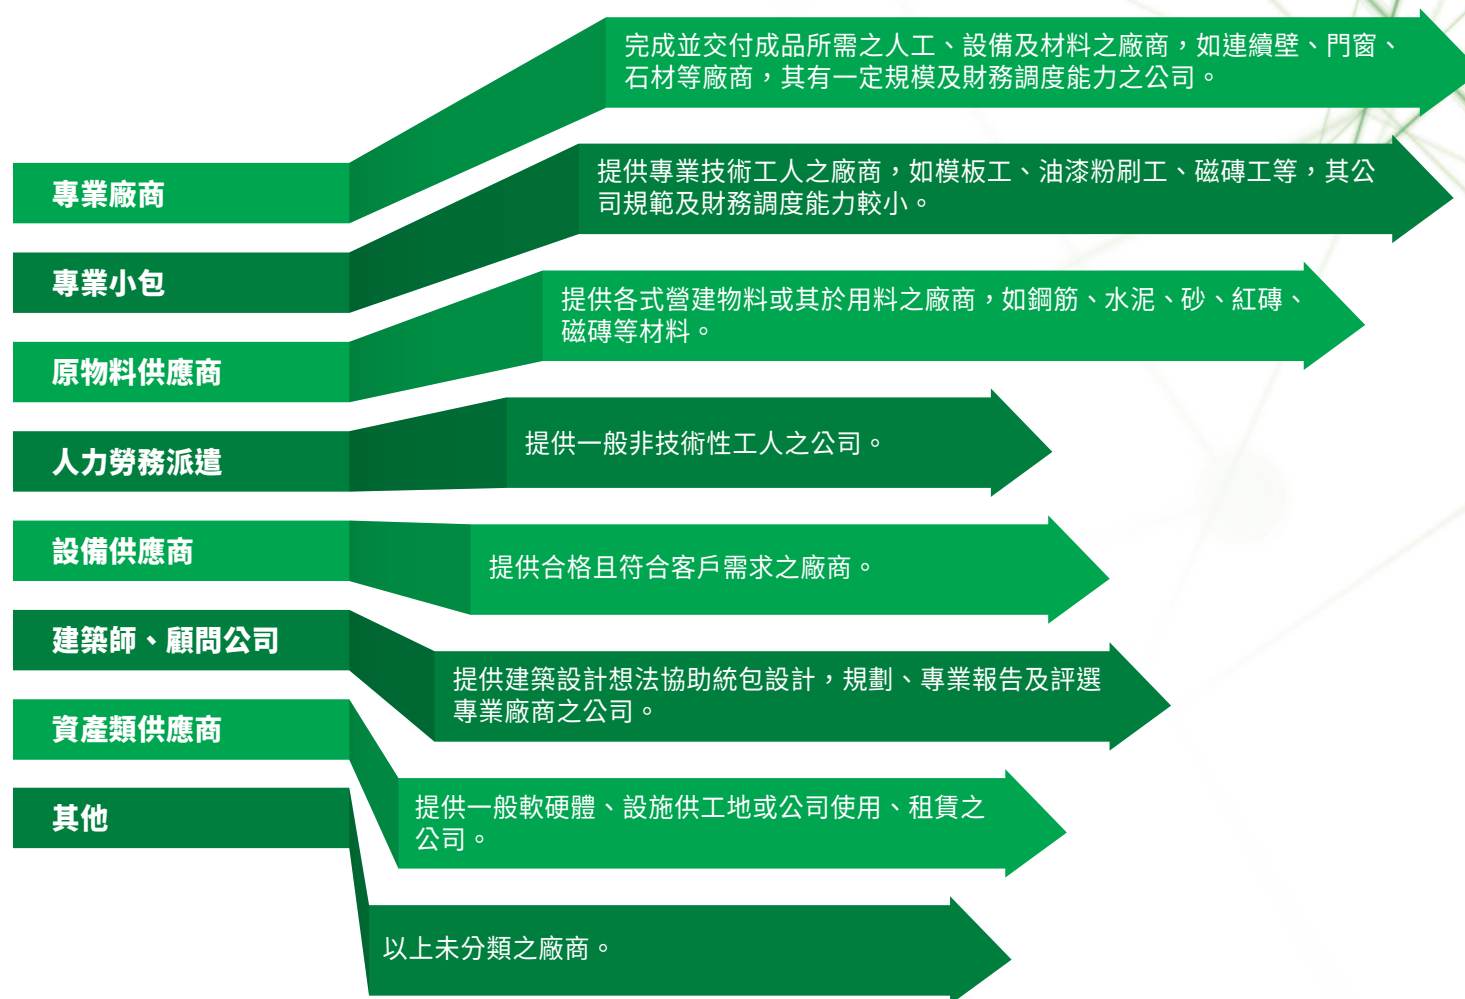 專業廠商
完成並交付成品所需之人工、設備及材料之廠商，如連續壁、門窗、
石材等廠商，其有一定規模及財務調度能力之公司。
專業小包
提供專業技術工人之廠商，如模板工、油漆粉刷工、磁磚工等，其公
司規範及財務調度能力較小。
原物料供應商
提供各式營建物料或其於用料之廠商，如鋼筋、水泥、砂、紅磚、
磁磚等材料。
人力勞務派遣
提供一般非技術性工人之公司。
設備供應商
提供合格且符合客戶需求之廠商。
建築師、顧問公司
提供建築設計想法協助統包設計，規劃、專業報告及評選
專業廠商之公司。
資產類供應商
提供一般軟硬體、設施供工地或公司使用、租賃之
公司。
其他
以上未分類之廠商。